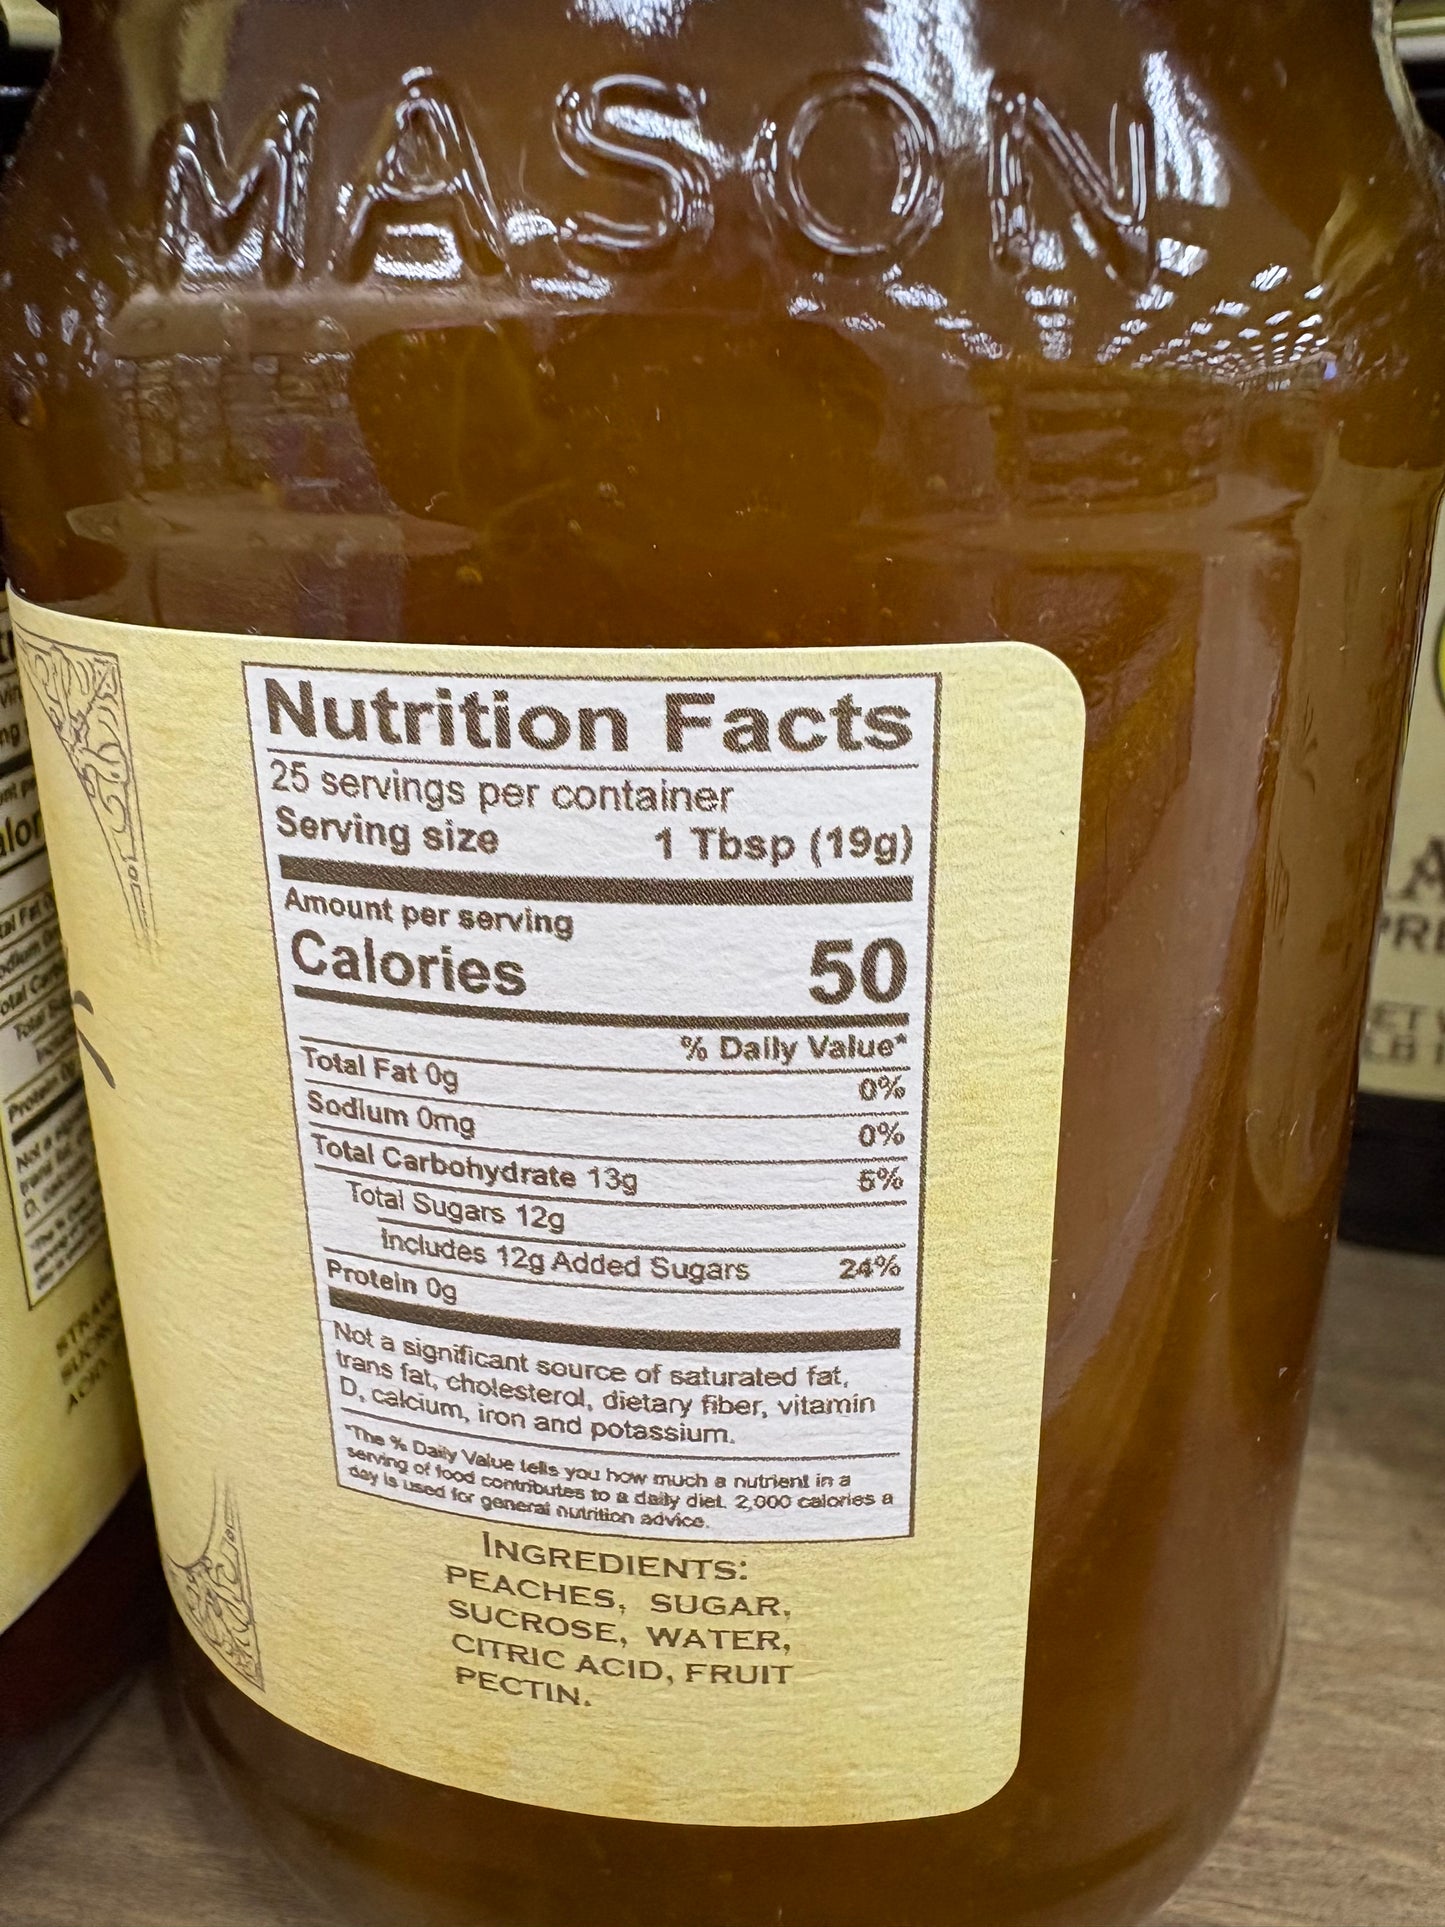 MASON
Nutrition Facts
25 servings per container
Serving size 1 Tbsp (19g)
Amount per serving
Calories 50
% Daily Value*
Total Fat 0g 0%
Sodium 0mg 0%
Total Carbohydrate 13g 5%
Total Sugars 12g
Includes 12g Added Sugars 24%
Protein 0g
Not a significant source of saturated fat,
trans fat, cholesterol, dietary fiber, vitamin
D, calcium, iron and potassium.
*The % Daily Value tells you how much a nutrient in a
serving of food contributes to a daily diet. 2,000 calories a
day is used for general nutrition advice.
INGREDIENTS:
PEACHES, SUGAR,
SUCROSE, WATER,
CITRIC ACID, FRUIT
PECTIN.